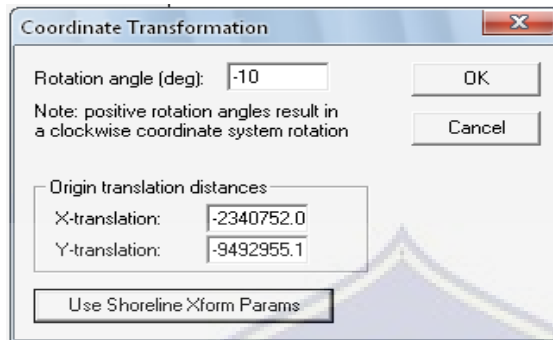 Coordinate Transformation
Rotation angle (deg): -10
OK
Note: positive rotation angles result in
a clockwise coordinate system rotation
Cancel
Origin translation distances
X-translation: -2340752.0
Y-translation: -9492955.1
Use Shoreline Xform Params